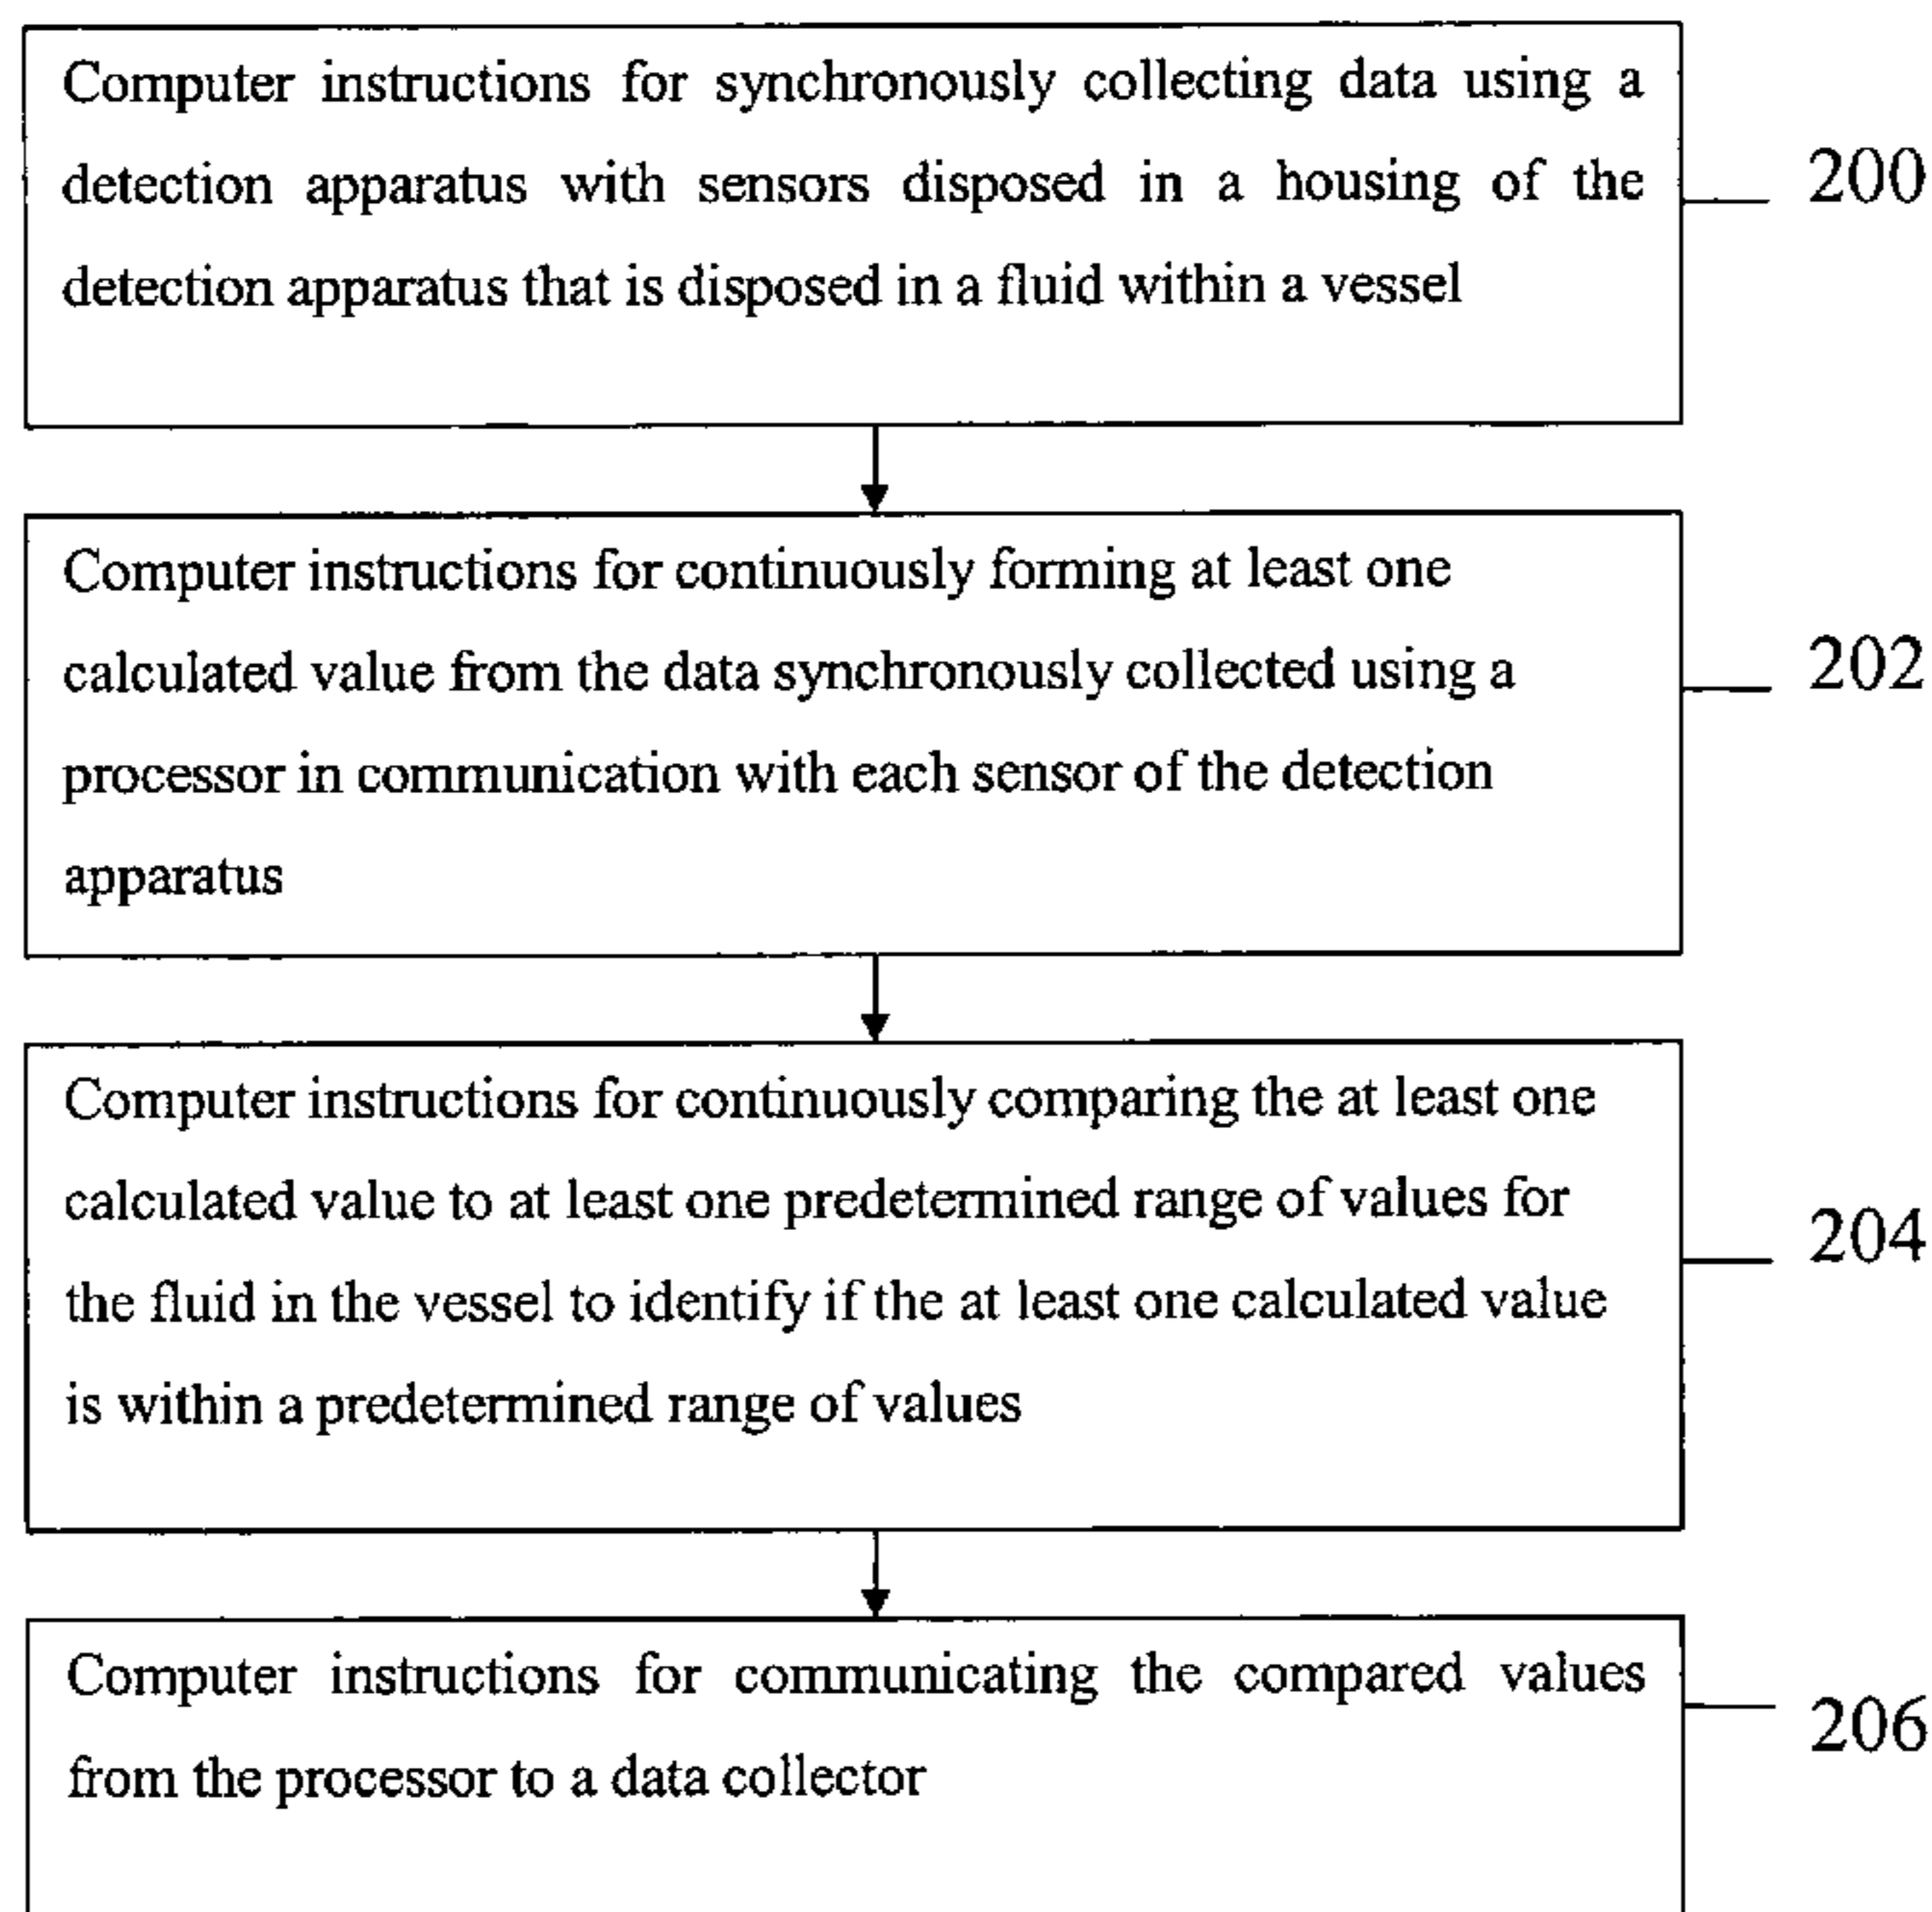 Computer instructions for synchronously collecting data using a
detection apparatus with sensors disposed in a housing of the
detection apparatus that is disposed in a fluid within a vessel
200
Computer instructions for continuously forming at least one
calculated value from the data synchronously collected using a
processor in communication with each sensor of the detection
apparatus
202
Computer instructions for continuously comparing the at least one
calculated value to at least one predetermined range of values for
the fluid in the vessel to identify if the at least one calculated value
is within a predetermined range of values
204
Computer instructions for communicating the compared values
from the processor to a data collector
206